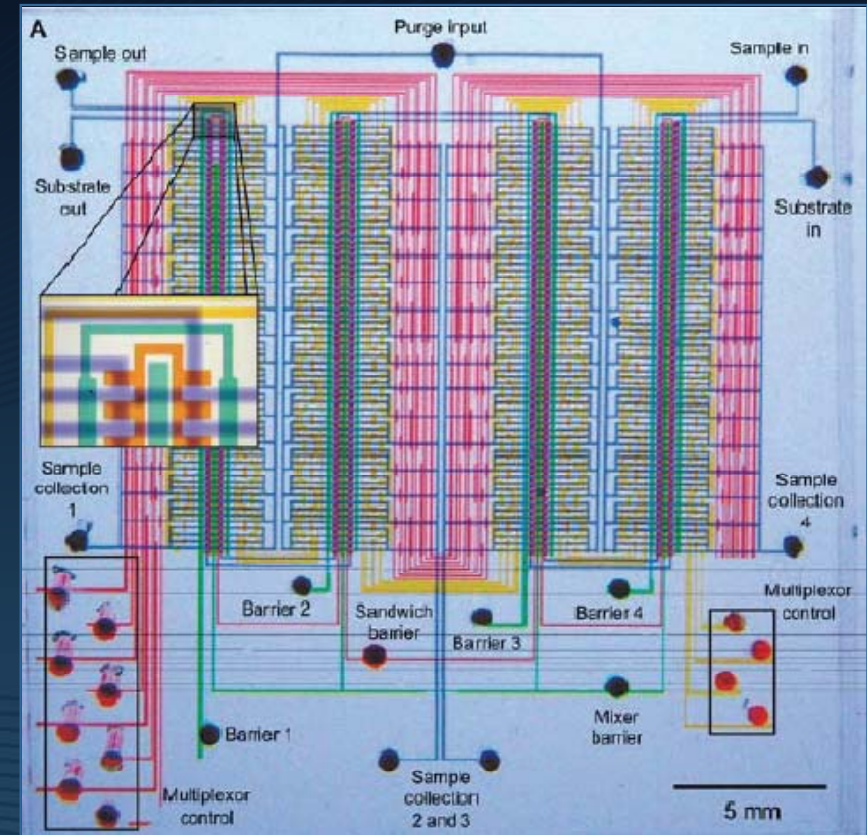 A
Purge input
Sample out
Sample in
Substrate
out
Substrate
in
Sample
collection
1
Sample
collection
4
Barrier 2
Sandwich
barrier
Barrier 3
Barrier 4
Multiplexor
control
Barrier 1
Mixer
barrier
Multiplexor
control
Sample
collection
2 and 3
5 mm